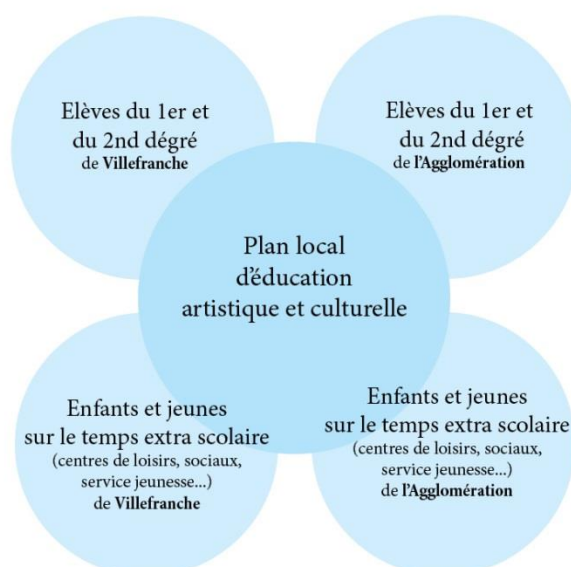 Elèves du 1er et
du 2nd dégré
de Villefranche
Elèves du 1er et
du 2nd dégré
de l'Agglomération
Plan local
d'éducation
artistique et culturelle
Enfants et jeunes
sur le temps extra scolaire
(centres de loisirs, sociaux,
service jeunesse...)
de Villefranche
Enfants et jeunes
sur le temps extra scolaire
(centres de loisirs, sociaux,
service jeunesse...)
de l'Agglomération